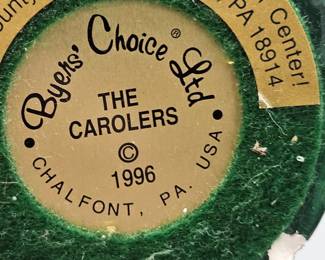 Byers' Choice Ltd®
THE
CAROLERS
©
1996
• CHALFONT, PA. USA •
Center!
PA 18914